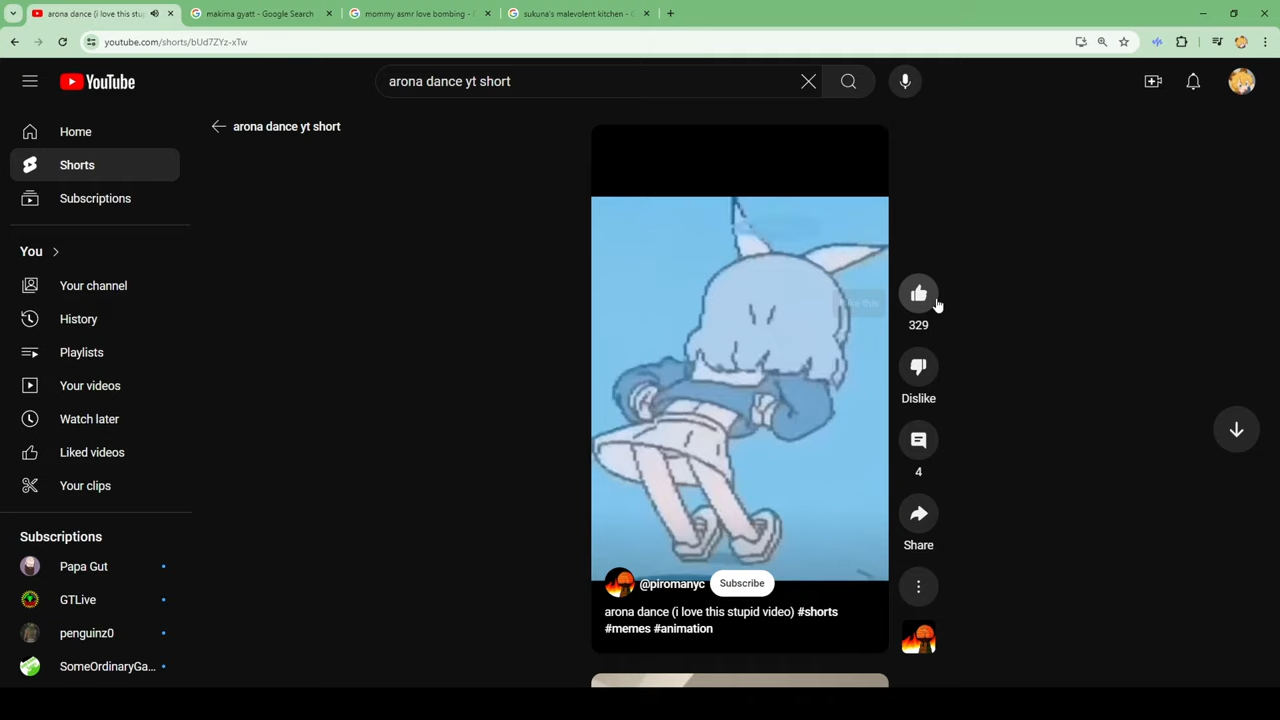 arona dance (i love this stu
makima gyatt - Google Search
mommy asmr love bombing -
sukuna's malevolent kitchen -
youtube.com/shorts/bUd7ZYz-xTw
YouTube
arona dance yt short
Home
Shorts
Subscriptions
You
Your channel
History
Playlists
Your videos
Watch later
Liked videos
Your clips
Subscriptions
Papa Gut
GTLive
penguinz0
SomeOrdinaryGa...
arona dance yt short
329
Dislike
4
Share
@piromanyc
Subscribe
arona dance (i love this stupid video) #shorts
#memes #animation